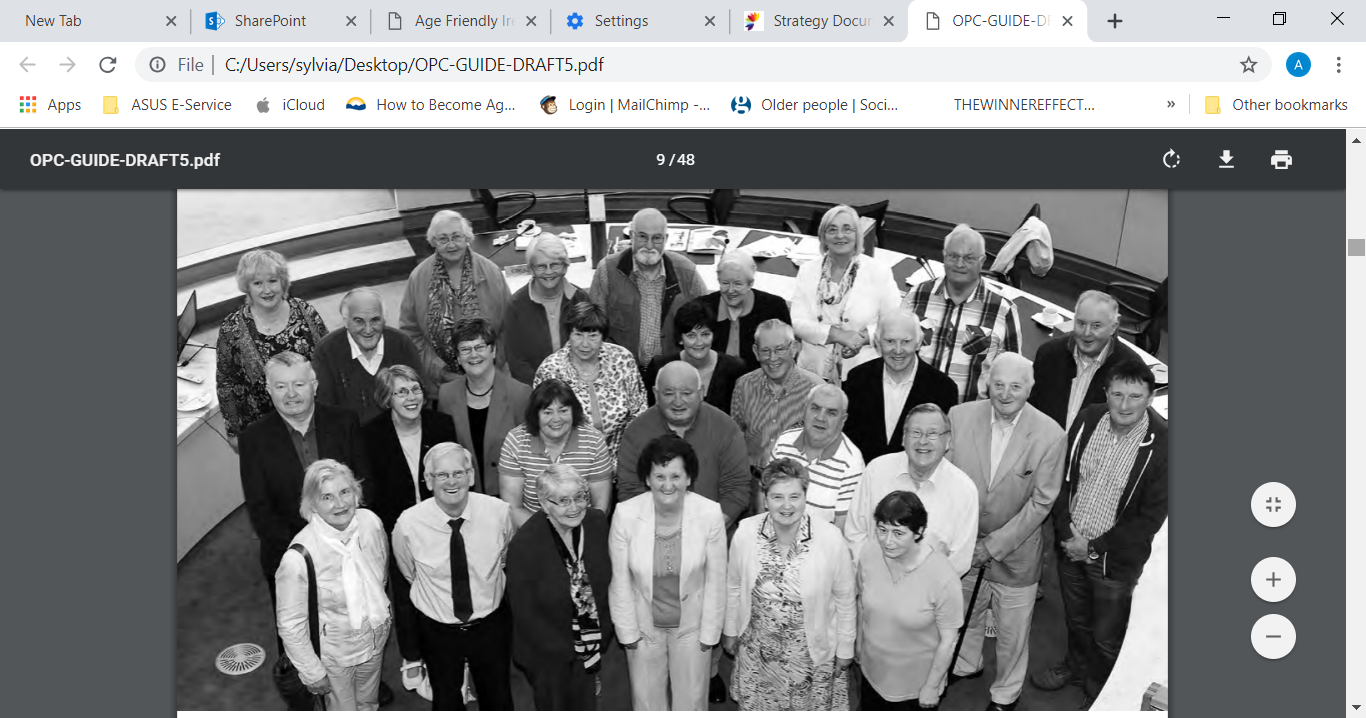 New Tab
SharePoint
Age Friendly Ire
Settings
Strategy Docur
OPC-GUIDE-DF
File | C:/Users/sylvia/Desktop/OPC-GUIDE-DRAFT5.pdf
A
Apps
ASUS E-Service
iCloud
How to Become Ag...
Login | MailChimp -...
Older people | Soci...
THEWINNEREFFECT...
»
Other bookmarks
OPC-GUIDE-DRAFT5.pdf
9 / 48